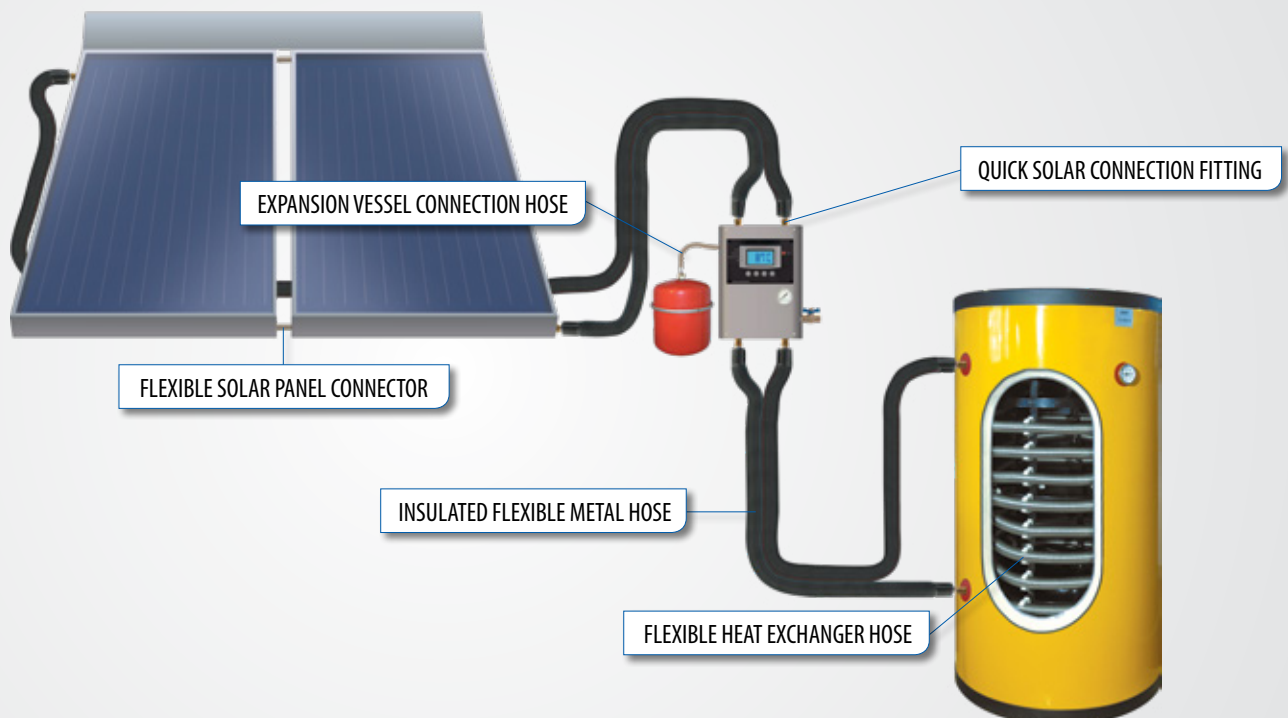 QUICK SOLAR CONNECTION FITTING
EXPANSION VESSEL CONNECTION HOSE
FLEXIBLE SOLAR PANEL CONNECTOR
INSULATED FLEXIBLE METAL HOSE
FLEXIBLE HEAT EXCHANGER HOSE